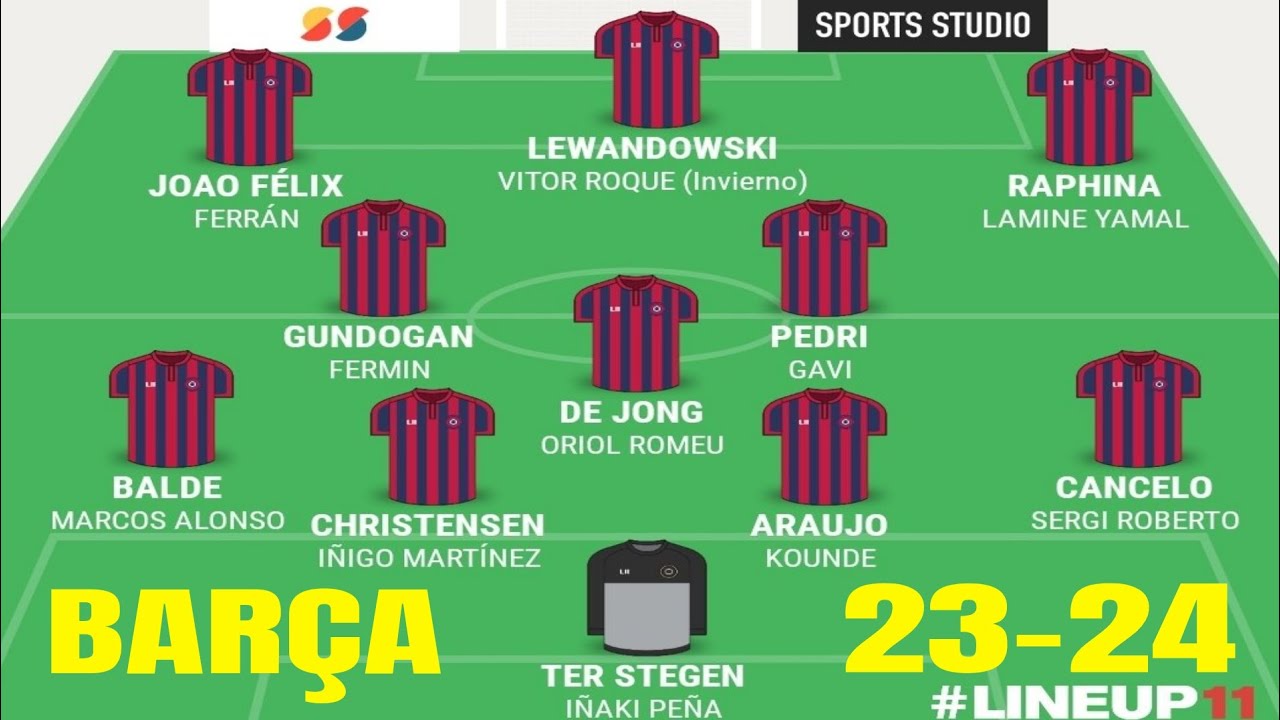 SPORTS STUDIO
LEWANDOWSKI
VITOR ROQUE (Invierno)
JOAO FÉLIX
FERRÁN
RAPHINA
LAMINE YAMAL
GUNDOGAN
FERMIN
PEDRI
GAVI
DE JONG
ORIOL ROMEU
BALDE
MARCOS ALONSO
CANCELO
SERGI ROBERTO
CHRISTENSEN
IÑIGO MARTÍNEZ
ARAUJO
KOUNDE
BARÇA
23-24
TER STEGEN
IÑAKI PEÑA
#LINEUP11